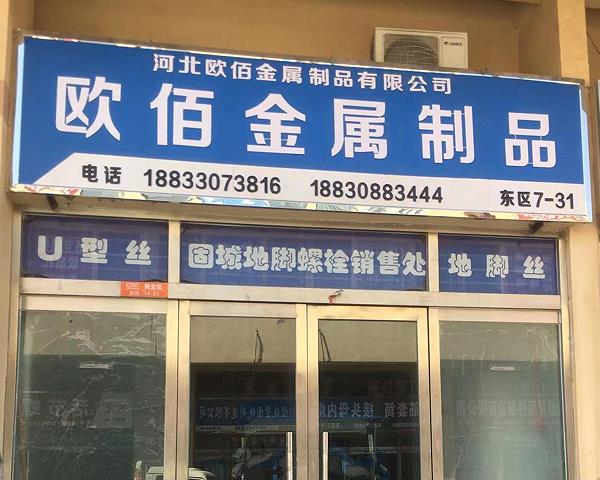 河北欧佰金属制品有限公司
欧佰金属制品
电话 18833073816 18830883444 东区7-31
U型丝 固域地脚螺栓销售处 地脚丝